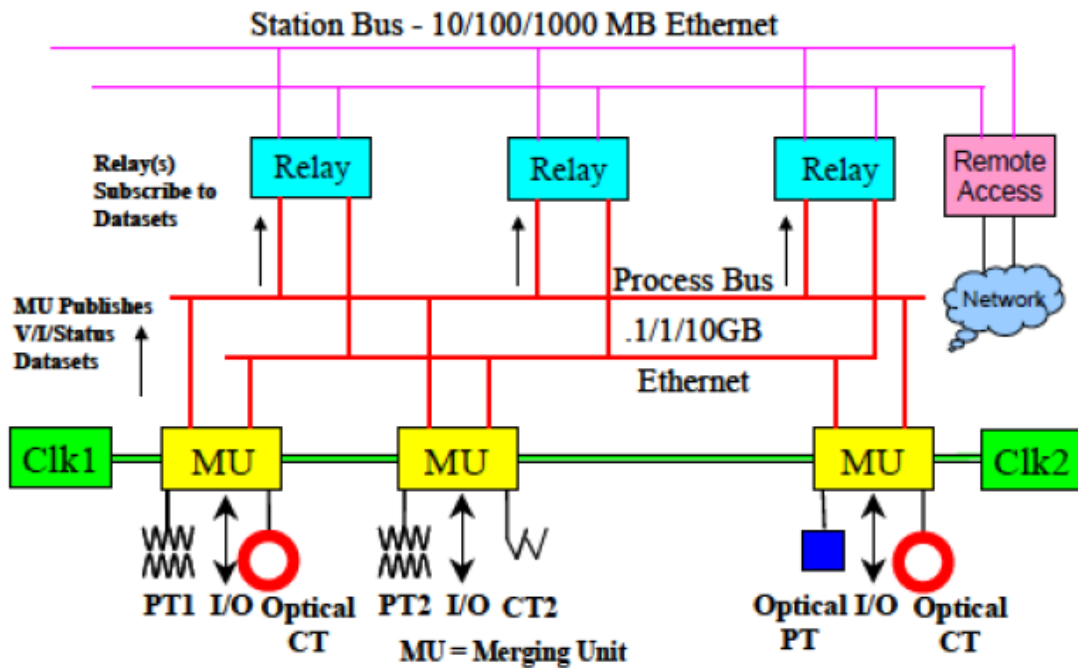 Station Bus - 10/100/1000 MB Ethernet
Relay(s)
Subscribe to
Datasets
Relay
Relay
Relay
Remote
Access
Process Bus
Network
MU Publishes
V/I/Status
Datasets
.1/1/10GB
Ethernet
Clk1
MU
MU
MU
Clk2
PT1
I/O
Optical
CT
PT2
I/O
CT2
Optical
PT
I/O
Optical
CT
MU = Merging Unit